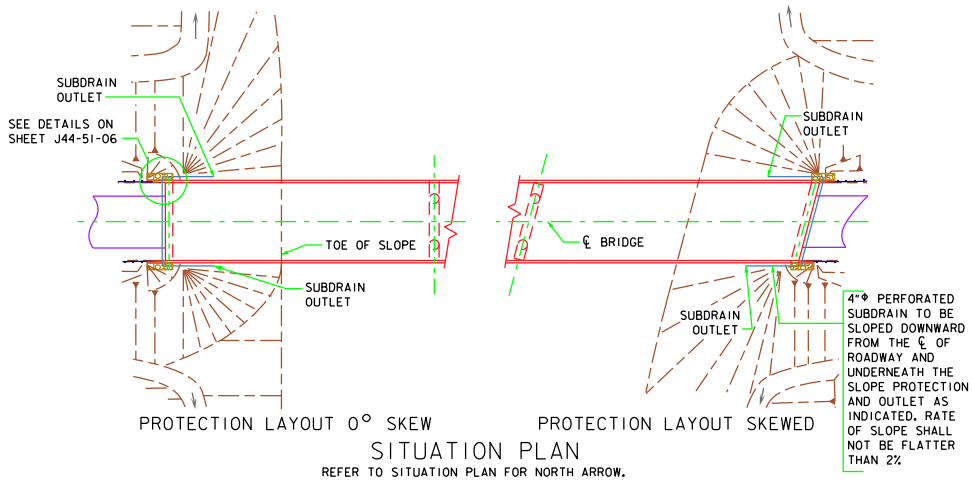 SUBDRAIN
OUTLET
SEE DETAILS ON
SHEET J44-51-06
SUBDRAIN
OUTLET
TOE OF SLOPE
℄ BRIDGE
SUBDRAIN
OUTLET
SUBDRAIN
OUTLET
4"ϕ PERFORATED
SUBDRAIN TO BE
SLOPED DOWNWARD
FROM THE ℄ OF
ROADWAY AND
UNDERNEATH THE
SLOPE PROTECTION
AND OUTLET AS
INDICATED. RATE
OF SLOPE SHALL
NOT BE FLATTER
THAN 2%
PROTECTION LAYOUT 0° SKEW
PROTECTION LAYOUT SKEWED
SITUATION PLAN
REFER TO SITUATION PLAN FOR NORTH ARROW.